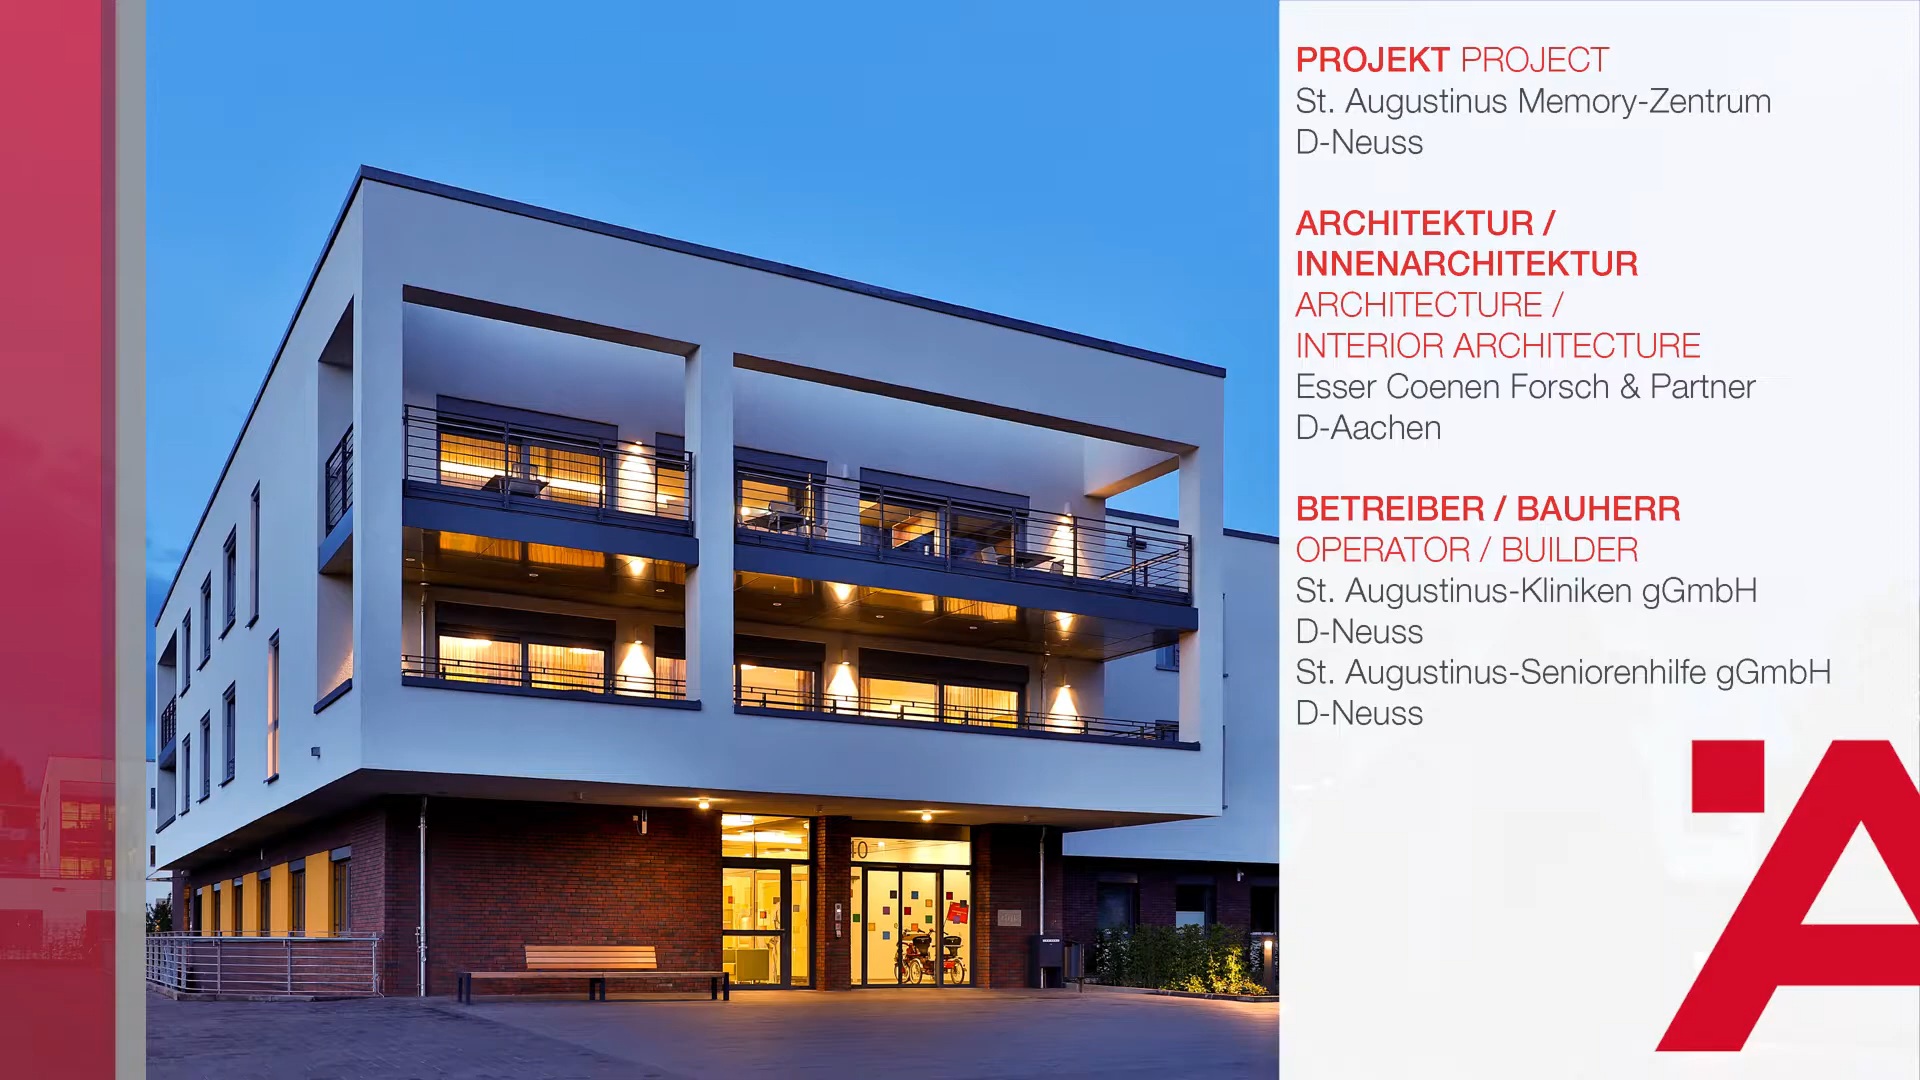 PROJEKT PROJECT
St. Augustinus Memory-Zentrum
D-Neuss
ARCHITEKTUR /
INNENARCHITEKTUR
ARCHITECTURE /
INTERIOR ARCHITECTURE
Esser Coenen Forsch & Partner
D-Aachen
BETREIBER / BAUHERR
OPERATOR / BUILDER
St. Augustinus-Kliniken gGmbH
D-Neuss
St. Augustinus-Seniorenhilfe gGmbH
D-Neuss
40